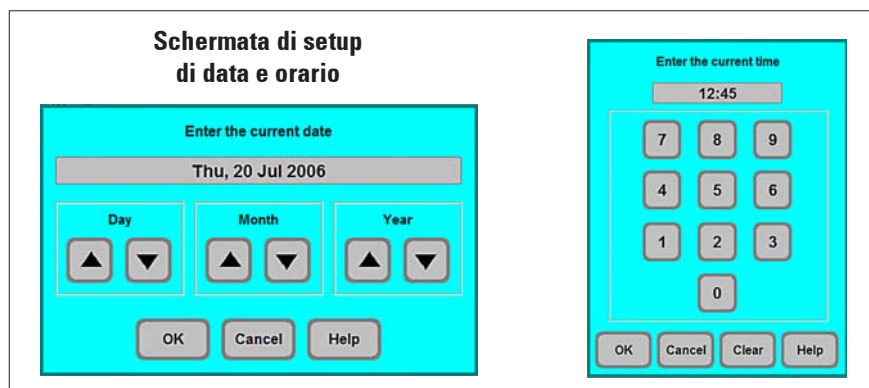 Schermata di setup
di data e orario
Enter the current date
Thu, 20 Jul 2006
Day Month Year
OK Cancel Help
Enter the current time
12:45
7 8 9
4 5 6
1 2 3
0
OK Cancel Clear Help